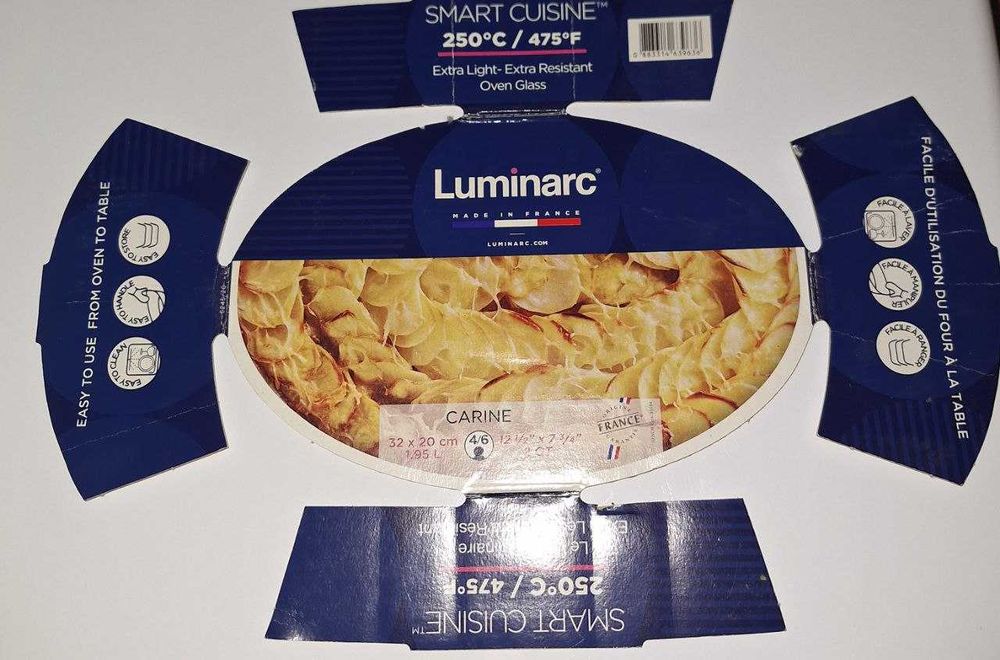 SMART CUISINE™
250°C / 475°F
Extra Light- Extra Resistant
Oven Glass
Luminarc®
MADE IN FRANCE
LUMINARC.COM
EASY TO USE FROM OVEN TO TABLE
EASY TO STORE
EASY TO HANDLE
EASY TO CLEAN
FACILE D'UTILISATION DU FOUR À LA TABLE
FACILE A LAVER
FACILE A MANIPULER
FACILE A RANGER
CARINE
32 x 20 cm 4/6 12 ½" x 7 ¾"
1,95 L 2 QT
ORIGINE
FRANCE
SMART CUISINE™
250°C / 475°F